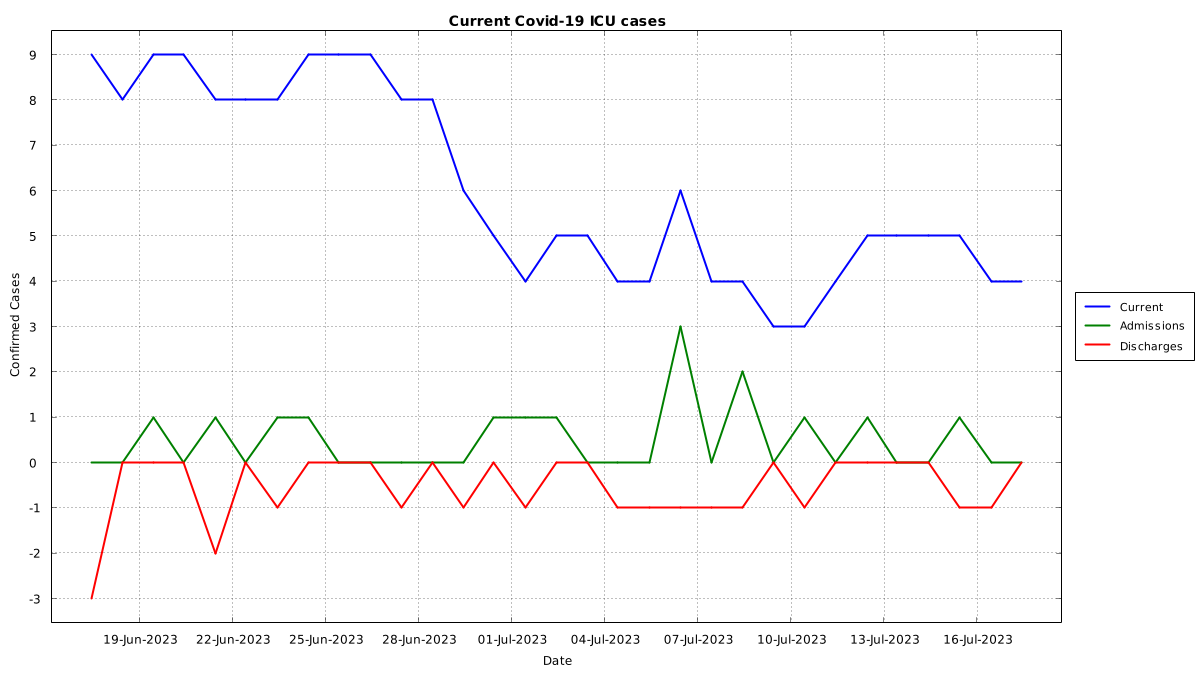 Current Covid-19 ICU cases
9
8
7
6
5
4
3
2
1
0
-1
-2
-3
Confirmed Cases
19-Jun-2023 22-Jun-2023 25-Jun-2023 28-Jun-2023 01-Jul-2023 04-Jul-2023 07-Jul-2023 10-Jul-2023 13-Jul-2023 16-Jul-2023
Date
Current
Admissions
Discharges